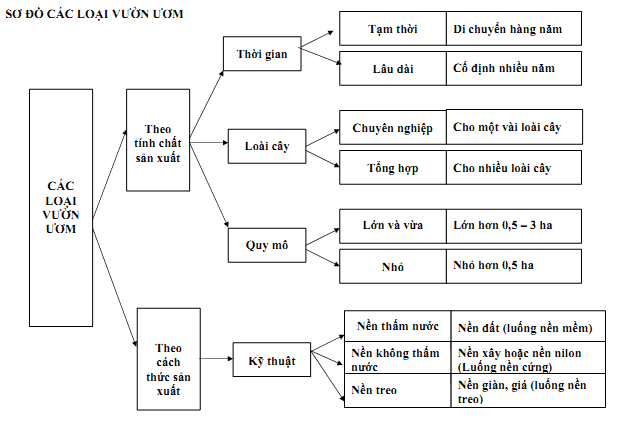 SƠ ĐỒ CÁC LOẠI VƯỜN ƯƠM
CÁC
LOẠI
VƯỜN
ƯƠM
Theo
tính chất
sản xuất
Thời gian
Tạm thời
Di chuyển hàng năm
Lâu dài
Cố định nhiều năm
Loài cây
Chuyên nghiệp
Cho một vài loài cây
Tổng hợp
Cho nhiều loài cây
Quy mô
Lớn và vừa
Lớn hơn 0,5 – 3 ha
Nhỏ
Nhỏ hơn 0,5 ha
Theo
cách
thức sản
xuất
Kỹ thuật
Nền thấm nước
Nền đất (luống nền mềm)
Nền không thấm
nước
Nền xây hoặc nền nilon
(Luống nền cứng)
Nền treo
Nền giàn, giá (luống nền
treo)